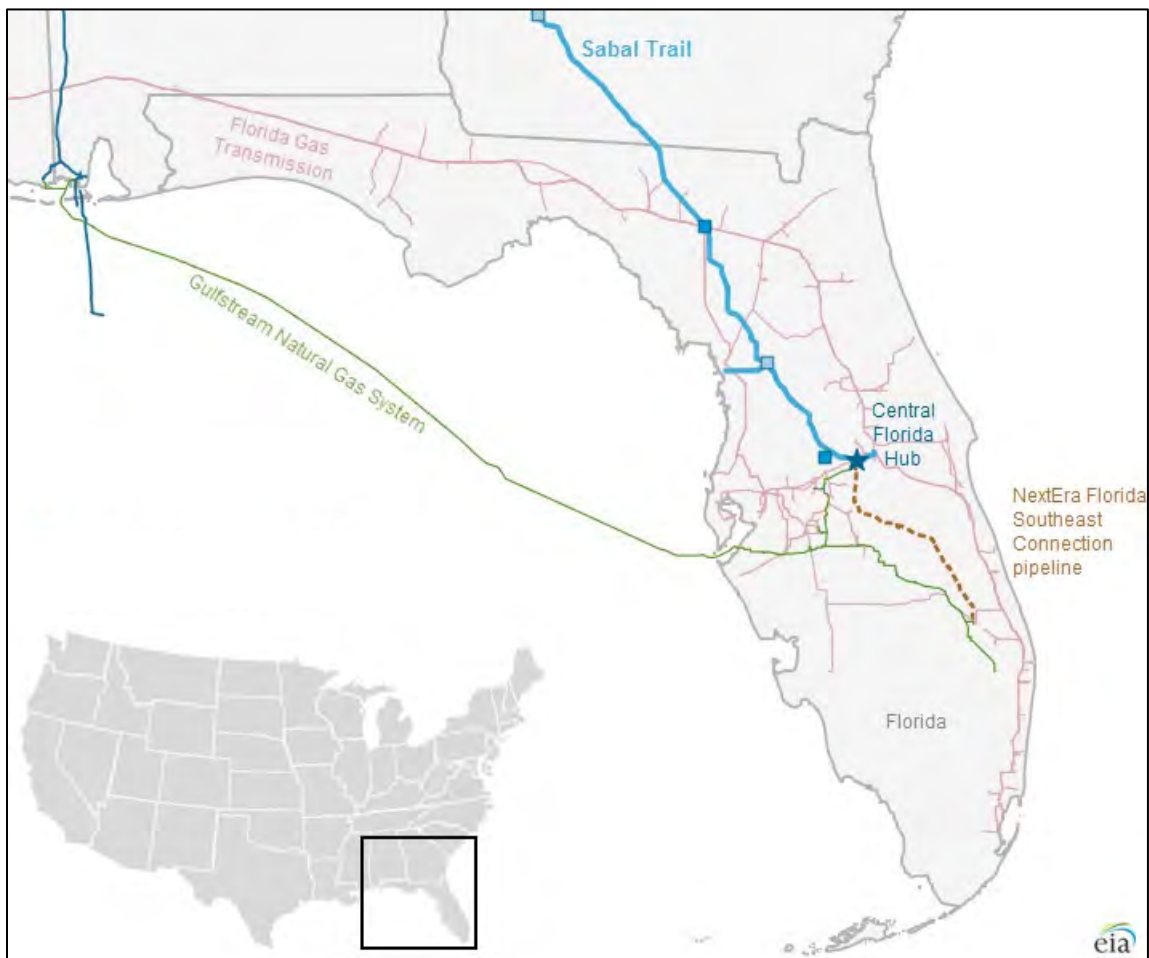 Sabal Trail
Florida Gas
Transmission
Gulfstream Natural Gas System
Central
Florida
Hub
NextEra Florida
Southeast
Connection
pipeline
Florida
eia